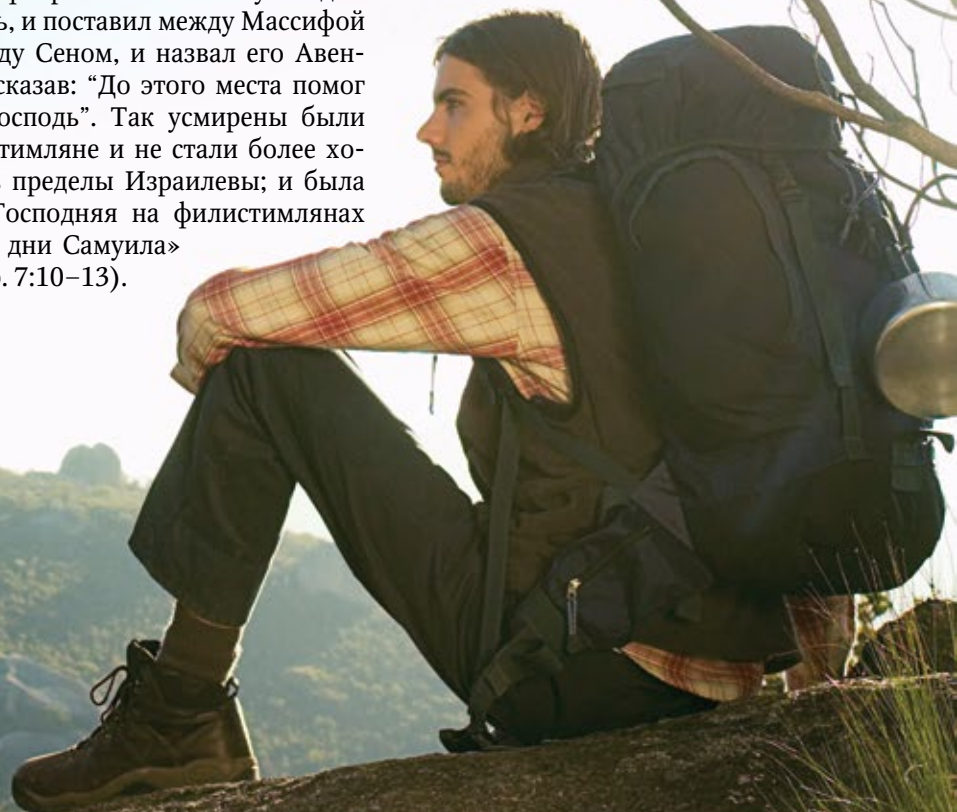 ь, и поставил между Массифой
ду Сеном, и назвал его Авен-
сказав: “До этого места помог
осподь”. Так усмирены были
тимляне и не стали более хо-
пределы Израилевы; и была
Господняя на филистимлянах
дни Самуила»
. 7:10–13).